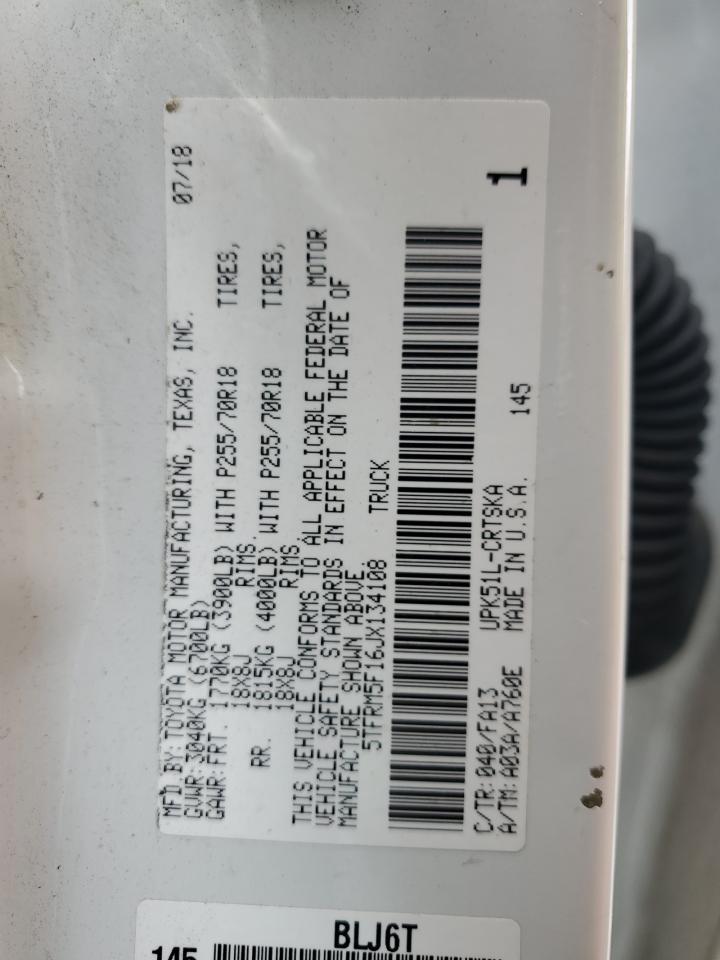 MFD BY: TOYOTA MOTOR MANUFACTURING, TEXAS, INC. 07/18
GVWR: 3040KG (6700LB)
GAWR: FRT. 1770KG (3900LB) WITH P255/70R18 TIRES,
18X8J RIMS.
RR. 1815KG (4000LB) WITH P255/70R18 TIRES,
18X8J RIMS.
THIS VEHICLE CONFORMS TO ALL APPLICABLE FEDERAL MOTOR
VEHICLE SAFETY STANDARDS IN EFFECT ON THE DATE OF
MANUFACTURE SHOWN ABOVE.
5TFRM5F16JX134108 TRUCK
C/TR: 040/FA13 UPK51L-CRTSKA
A/TM: A03A/A760E MADE IN U.S.A. 145
1
BLJ6T
145